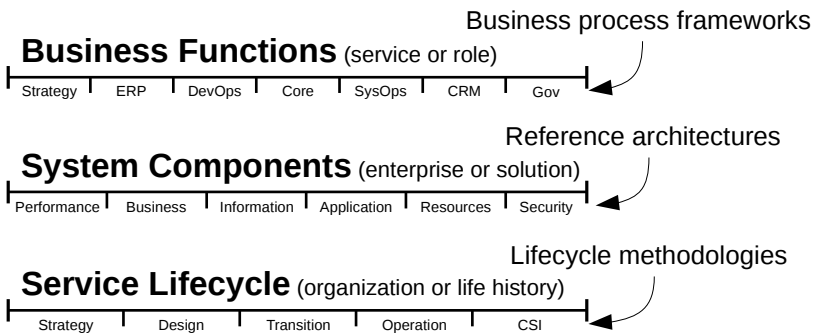 Business process frameworks
Business Functions (service or role)
Strategy ERP DevOps Core SysOps CRM Gov
Reference architectures
System Components (enterprise or solution)
Performance Business Information Application Resources Security
Lifecycle methodologies
Service Lifecycle (organization or life history)
Strategy Design Transition Operation CSI